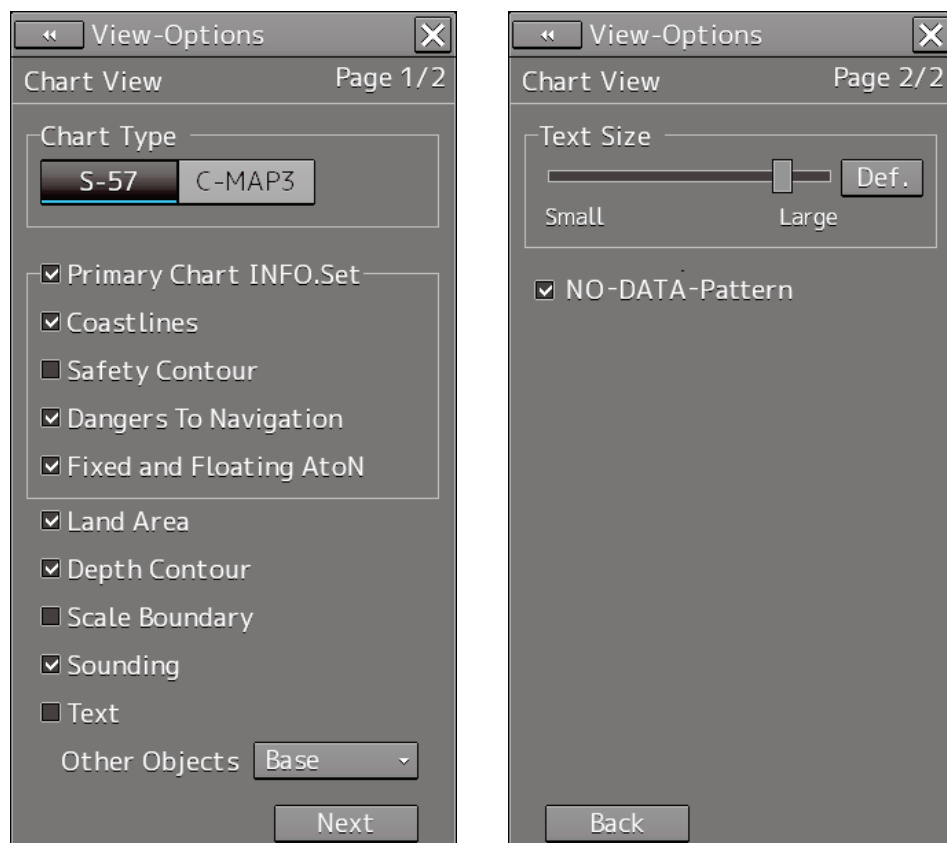 View-Options
Chart View Page 1/2
Chart Type
S-57 C-MAP3
Primary Chart INFO.Set
Coastlines
Safety Contour
Dangers To Navigation
Fixed and Floating AtoN
Land Area
Depth Contour
Scale Boundary
Sounding
Text
Other Objects Base
Next
View-Options
Chart View Page 2/2
Text Size
Def.
Small Large
NO-DATA-Pattern
Back